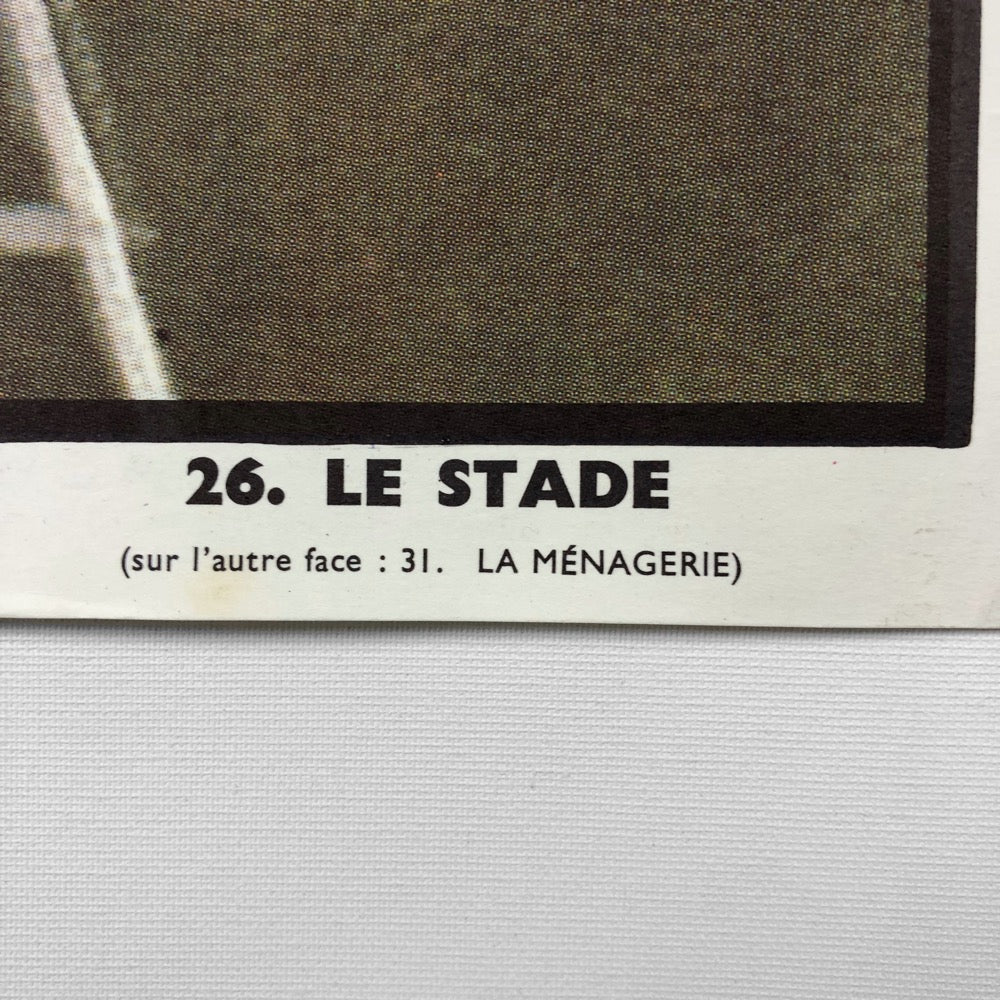 26. LE STADE
(sur l'autre face : 31. LA MÉNAGERIE)